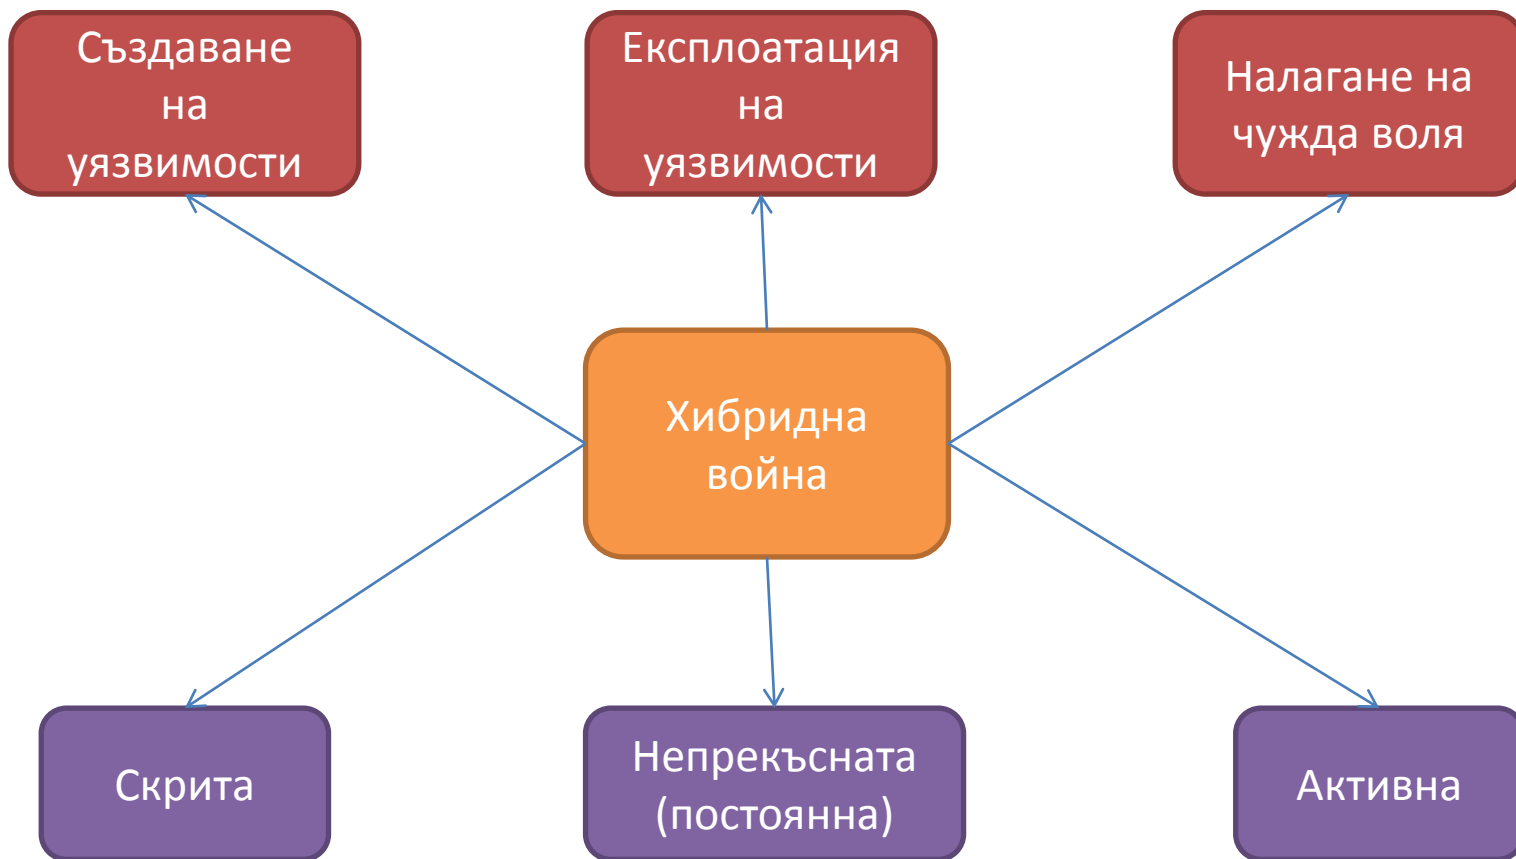 Създаване
на
уязвимости
Експлоатация
на
уязвимости
Налагане на
чужда воля
Хибридна
война
Скрита
Непрекъсната
(постоянна)
Активна